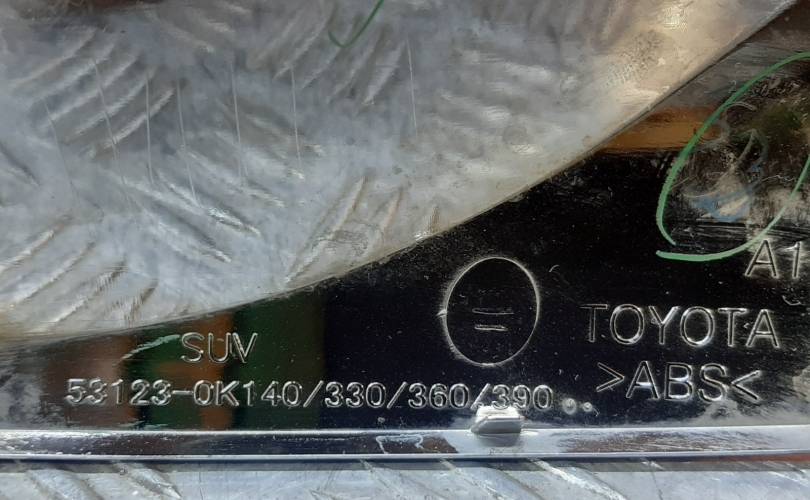 A1
TOYOTA
SUV
>ABS<
53123-0K140/330/360/390